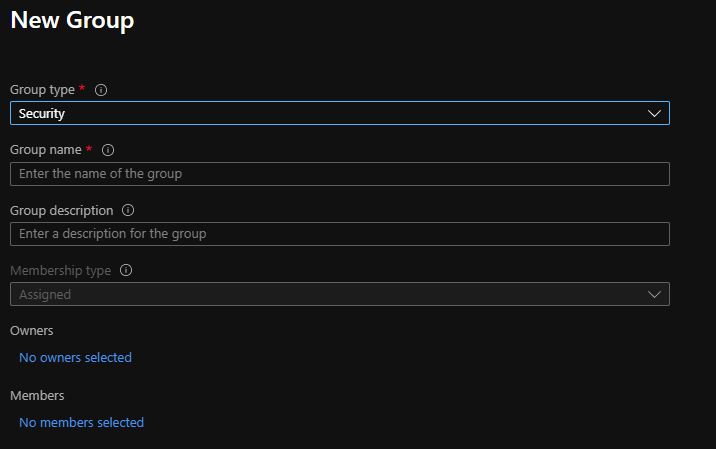 New Group
Group type *
Security
Group name *
Enter the name of the group
Group description
Enter a description for the group
Membership type
Assigned
Owners
No owners selected
Members
No members selected